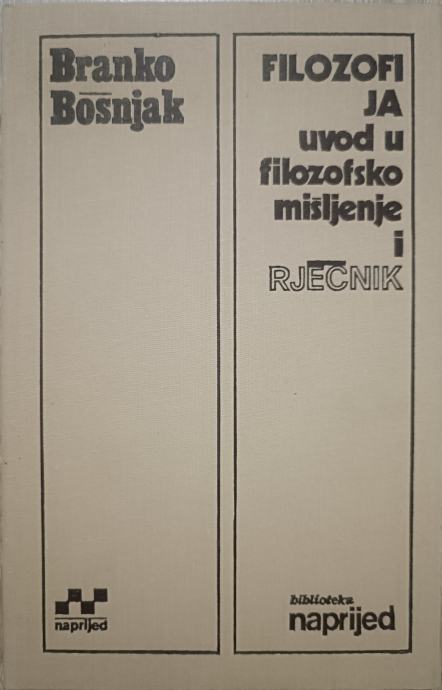 Branko
Bošnjak
FILOZOFI
JA
uvod u
filozofsko
mišljenje
i
RJEČNIK
naprijed
biblioteka
naprijed